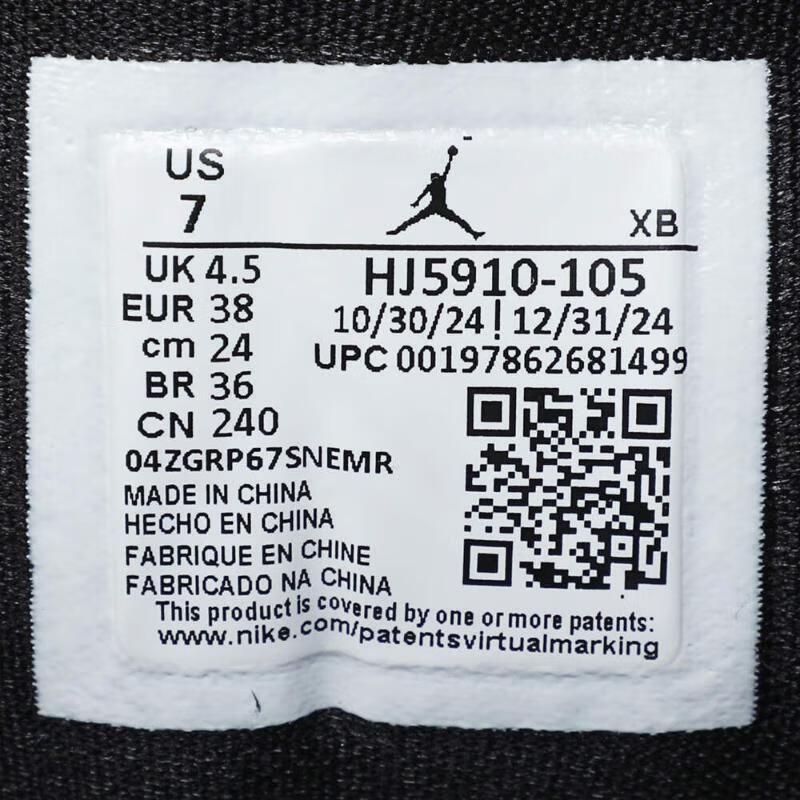 US
7
XB
UK 4.5
EUR 38
cm 24
BR 36
CN 240
HJ5910-105
10/30/24 | 12/31/24
UPC 00197862681499
04ZGRP67SNEMR
MADE IN CHINA
HECHO EN CHINA
FABRIQUE EN CHINE
FABRICADO NA CHINA
This product is covered by one or more patents:
www.nike.com/patentsvirtualmarking